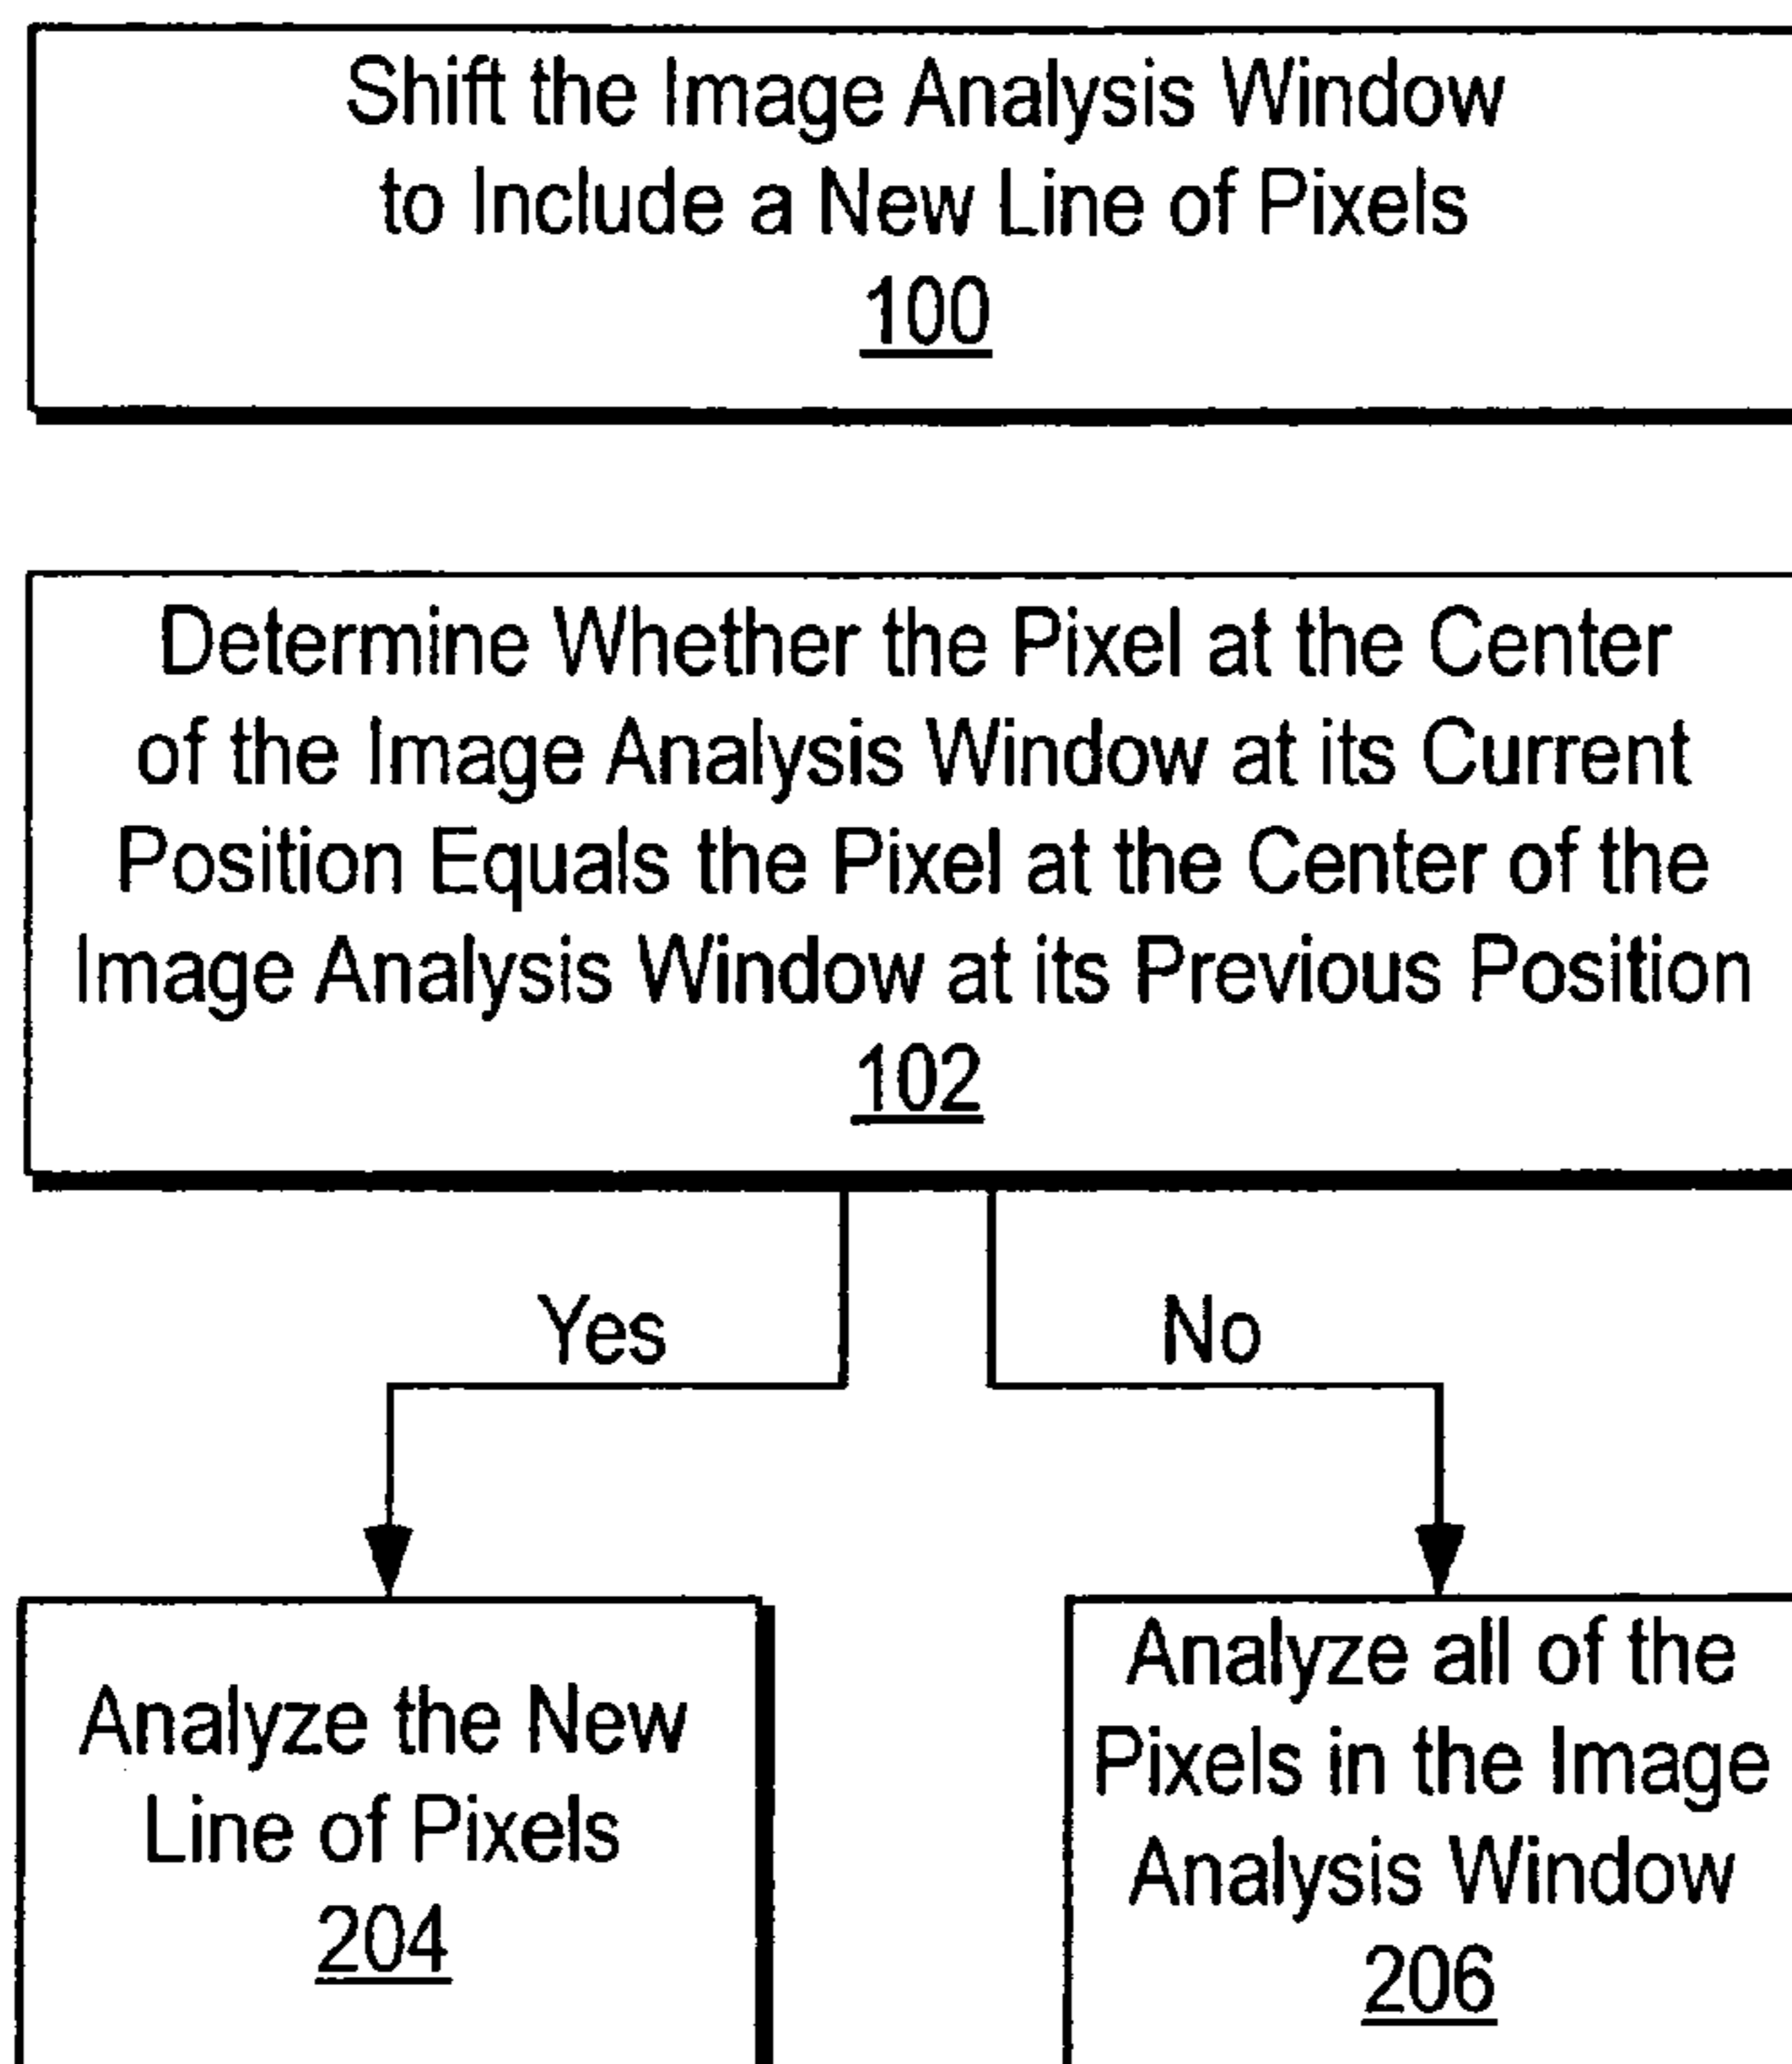 Shift the Image Analysis Window
to Include a New Line of Pixels
100
Determine Whether the Pixel at the Center
of the Image Analysis Window at its Current
Position Equals the Pixel at the Center of the
Image Analysis Window at its Previous Position
102
Yes
No
Analyze the New
Line of Pixels
204
Analyze all of the
Pixels in the Image
Analysis Window
206